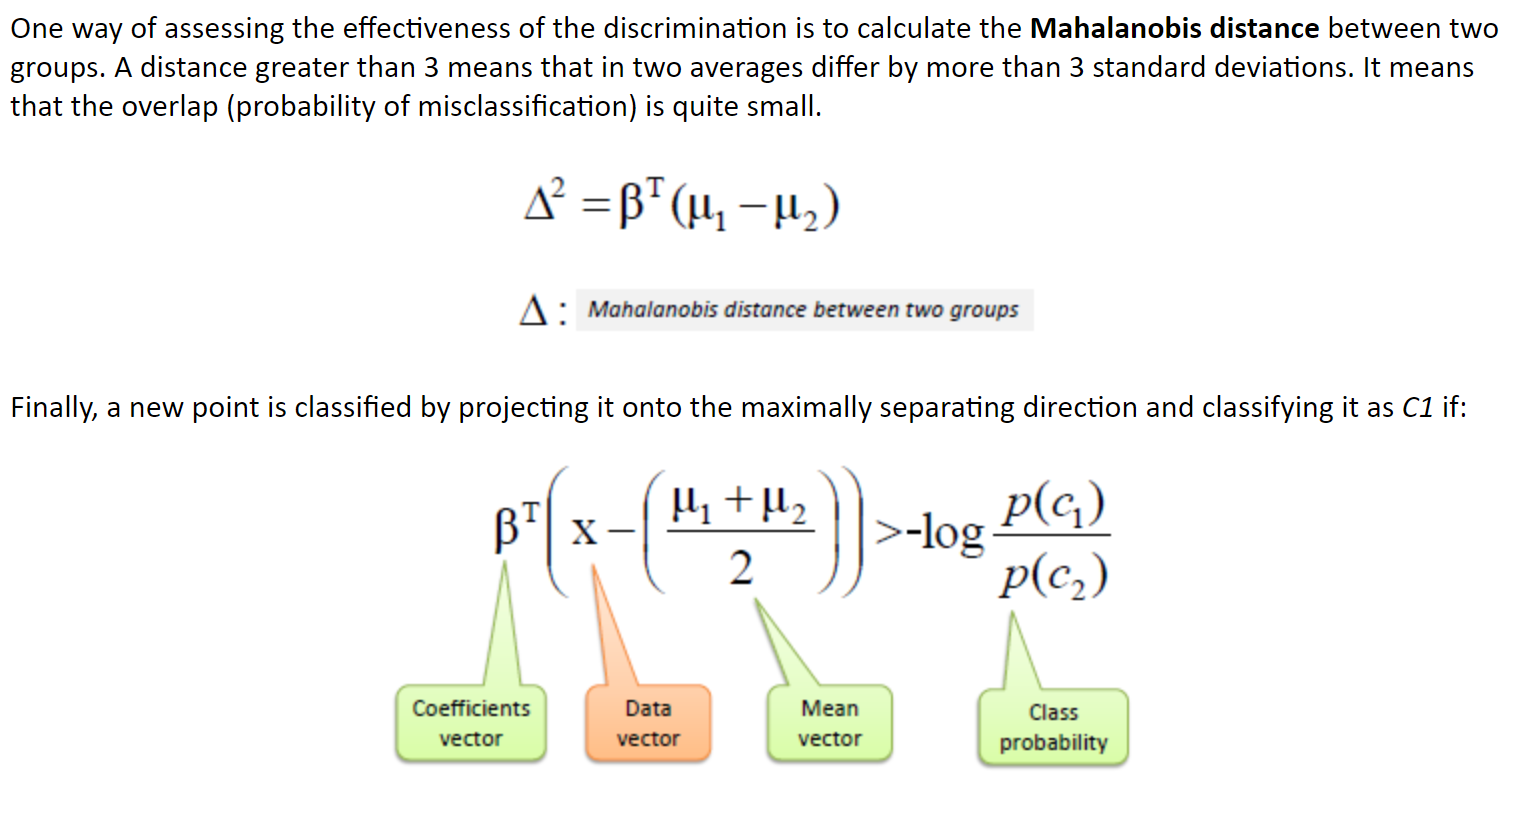 One way of assessing the effectiveness of the discrimination is to calculate the Mahalanobis distance between two
groups. A distance greater than 3 means that in two averages differ by more than 3 standard deviations. It means
that the overlap (probability of misclassification) is quite small.
Δ² = βᵀ (μ₁ − μ₂)
Δ : Mahalanobis distance between two groups
Finally, a new point is classified by projecting it onto the maximally separating direction and classifying it as C1 if:
βᵀ ( x − ( (μ₁ + μ₂) / 2 ) ) > -log p(c₁) / p(c₂)
Coefficients
vector
Data
vector
Mean
vector
Class
probability